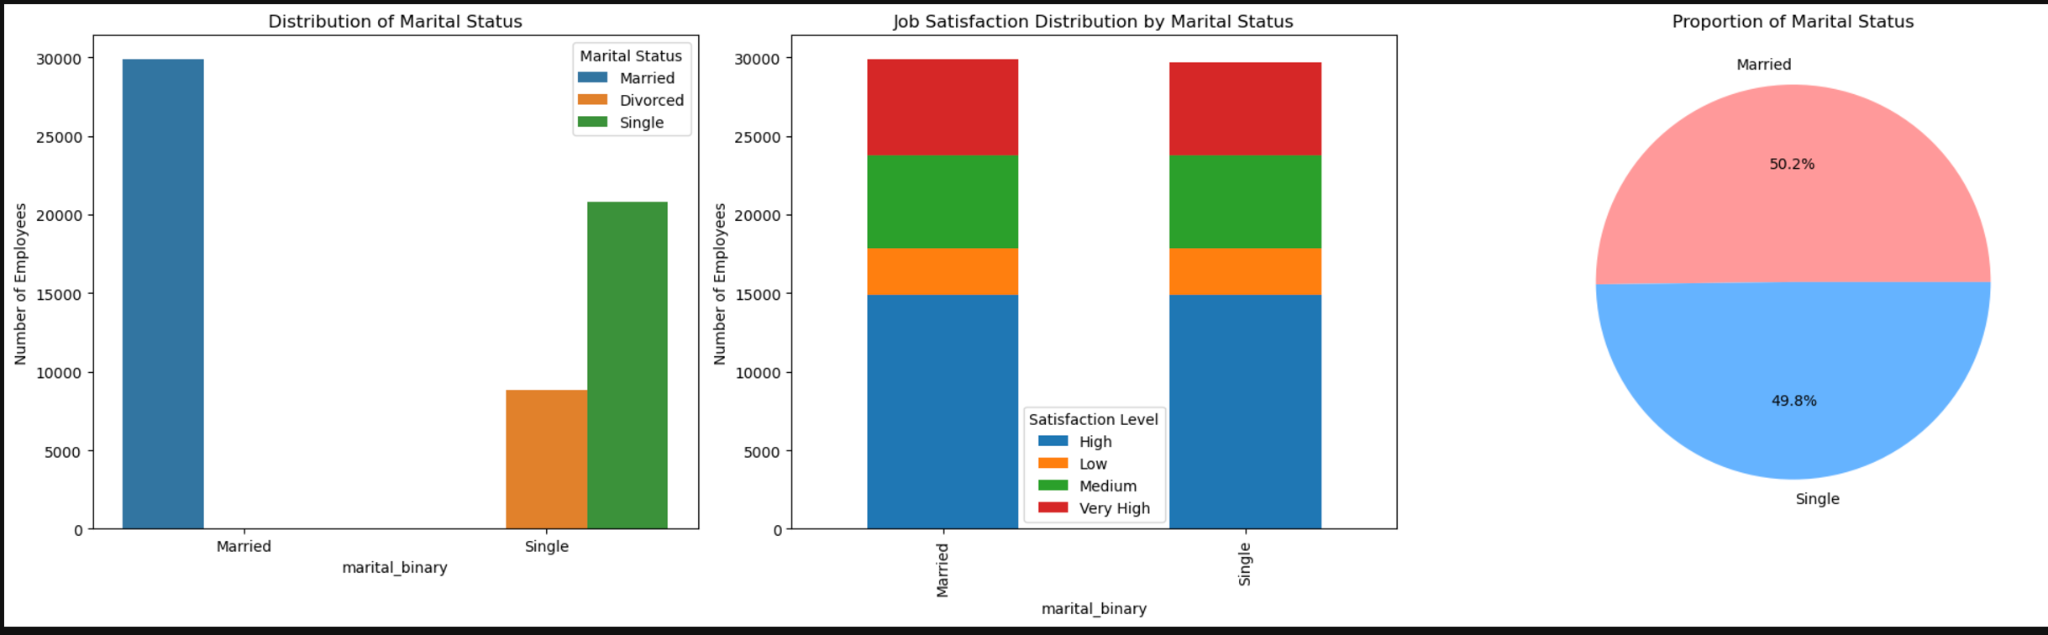 Distribution of Marital Status
Number of Employees
30000
25000
20000
15000
10000
5000
0
Marital Status
Married
Divorced
Single
Married
Single
marital_binary
Job Satisfaction Distribution by Marital Status
Number of Employees
30000
25000
20000
15000
10000
5000
0
Satisfaction Level
High
Low
Medium
Very High
Married
Single
marital_binary
Proportion of Marital Status
Married
50.2%
49.8%
Single